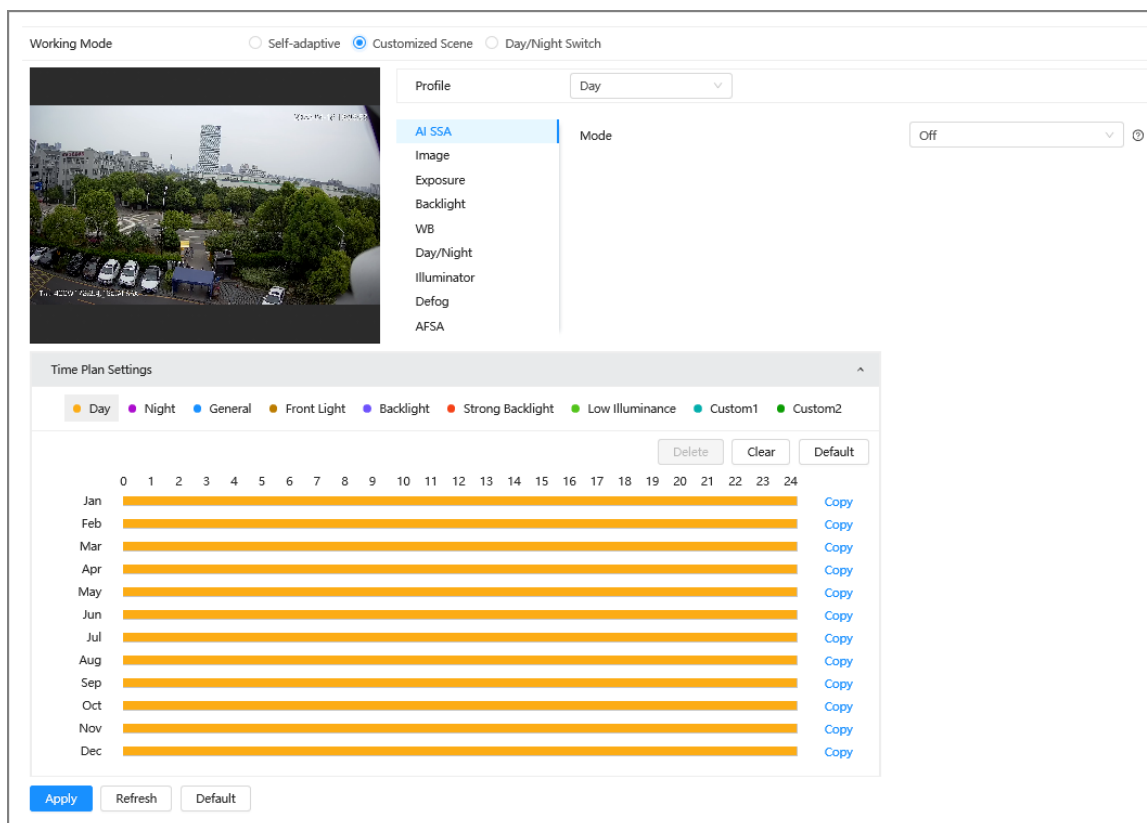 Working Mode Self-adaptive Customized Scene Day/Night Switch
Profile Day
AI SSA
Mode Off
Image
Exposure
Backlight
WB
Day/Night
Illuminator
Defog
AFSA
Time Plan Settings
Day Night General Front Light Backlight Strong Backlight Low Illuminance Custom1 Custom2
Delete Clear Default
0 1 2 3 4 5 6 7 8 9 10 11 12 13 14 15 16 17 18 19 20 21 22 23 24
Jan Copy
Feb Copy
Mar Copy
Apr Copy
May Copy
Jun Copy
Jul Copy
Aug Copy
Sep Copy
Oct Copy
Nov Copy
Dec Copy
Apply Refresh Default